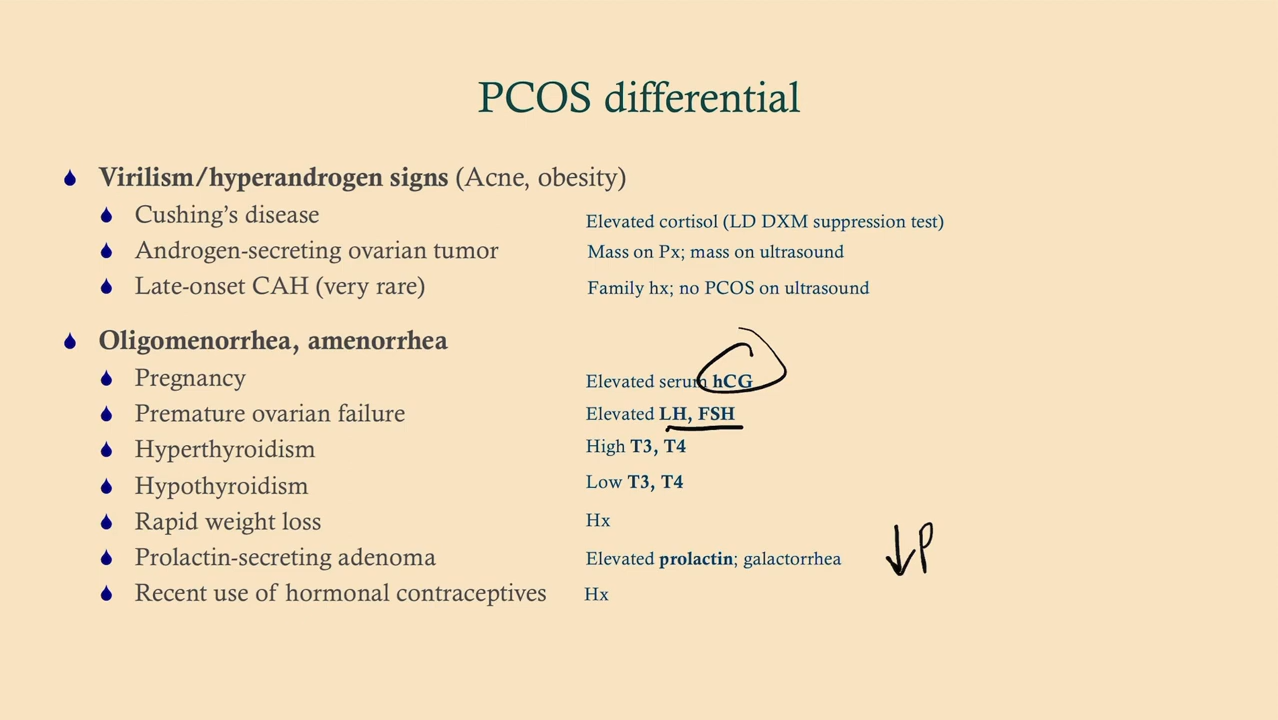 PCOS differential
Virilism/hyperandrogen signs (Acne, obesity)
Cushing's disease Elevated cortisol (LD DXM suppression test)
Androgen-secreting ovarian tumor Mass on Px; mass on ultrasound
Late-onset CAH (very rare) Family hx; no PCOS on ultrasound
Oligomenorrhea, amenorrhea
Pregnancy Elevated serum hCG
Premature ovarian failure Elevated LH, FSH
Hyperthyroidism High T3, T4
Hypothyroidism Low T3, T4
Rapid weight loss Hx
Prolactin-secreting adenoma Elevated prolactin; galactorrhea ↓P
Recent use of hormonal contraceptives Hx